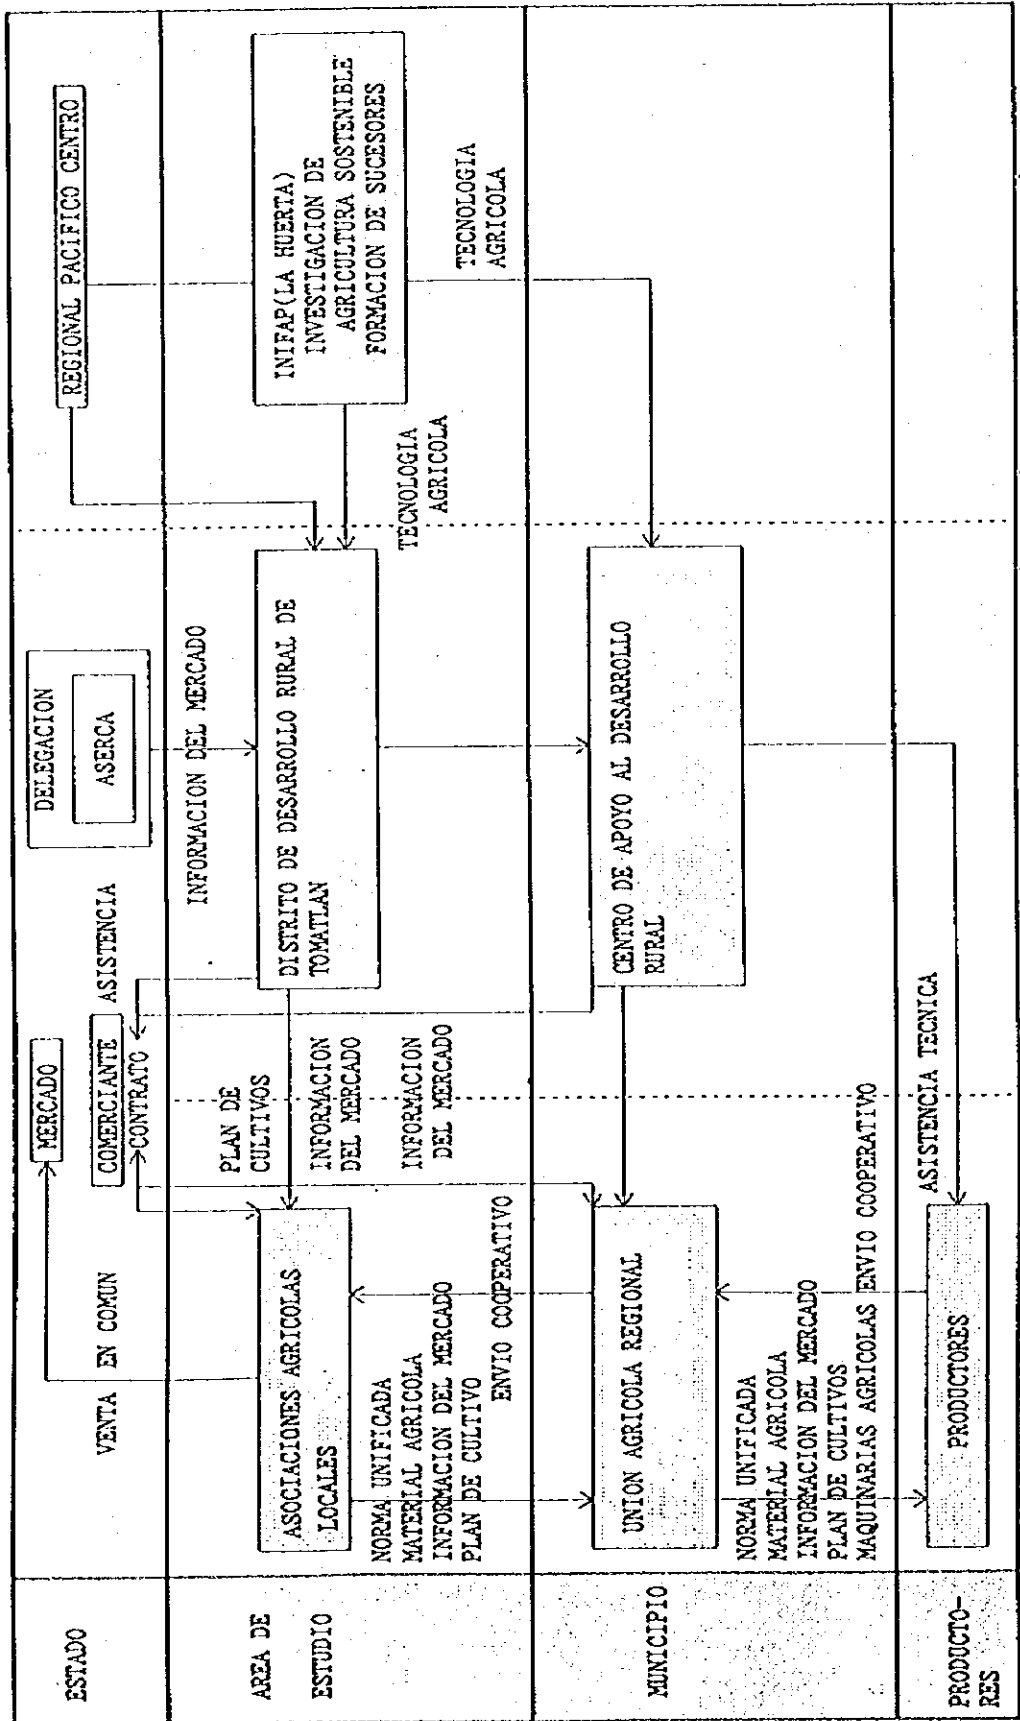 ESTADO
MERCADO
COMERCIANTE
CONTRATO
VENTA EN COMUN
ASISTENCIA
DELEGACION
ASERCA
REGIONAL PACIFICO CENTRO
AREA DE
ESTUDIO
ASOCIACIONES AGRICOLAS
LOCALES
PLAN DE
CULTIVOS
INFORMACION
DEL MERCADO
INFORMACION
DEL MERCADO
INFORMACION DEL MERCADO
DISTRITO DE DESARROLLO RURAL DE
TOMATLAN
INIFAP(LA HUERTA)
INVESTIGACION DE
AGRICULTURA SOSTENIBLE
FORMACION DE SUCESORES
TECNOLOGIA
AGRICOLA
TECNOLOGIA
AGRICOLA
NORMA UNIFICADA
MATERIAL AGRICOLA
INFORMACION DEL MERCADO
PLAN DE CULTIVO
ENVIO COOPERATIVO
MUNICIPIO
UNION AGRICOLA REGIONAL
CENTRO DE APOYO AL DESARROLLO
RURAL
NORMA UNIFICADA
MATERIAL AGRICOLA
INFORMACION DEL MERCADO
PLAN DE CULTIVOS
MAQUINARIAS AGRICOLAS ENVIO COOPERATIVO
ASISTENCIA TECNICA
PRODUCTO-
RES
PRODUCTORES